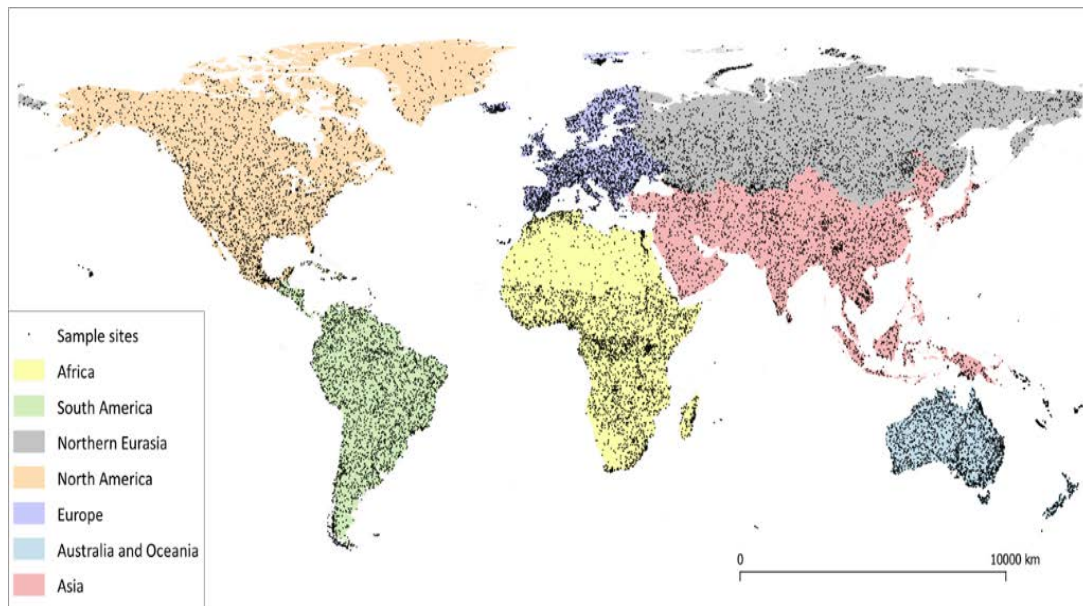 Sample sites
Africa
South America
Northern Eurasia
North America
Europe
Australia and Oceania
Asia
0
10000 km